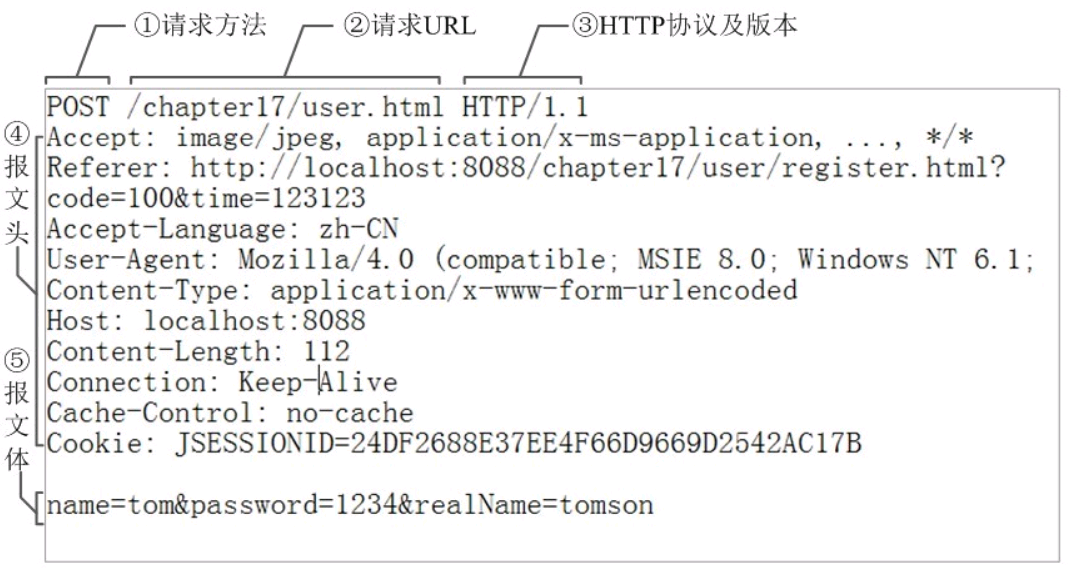 ①请求方法 ②请求URL ③HTTP协议及版本
POST /chapter17/user.html HTTP/1.1
④报文头
Accept: image/jpeg, application/x-ms-application, ..., */*
Referer: http://localhost:8088/chapter17/user/register.html?
code=100&time=123123
Accept-Language: zh-CN
User-Agent: Mozilla/4.0 (compatible; MSIE 8.0; Windows NT 6.1;
Content-Type: application/x-www-form-urlencoded
Host: localhost:8088
Content-Length: 112
Connection: Keep-Alive
Cache-Control: no-cache
Cookie: JSESSIONID=24DF2688E37EE4F66D9669D2542AC17B
⑤报文体
name=tom&password=1234&realName=tomson